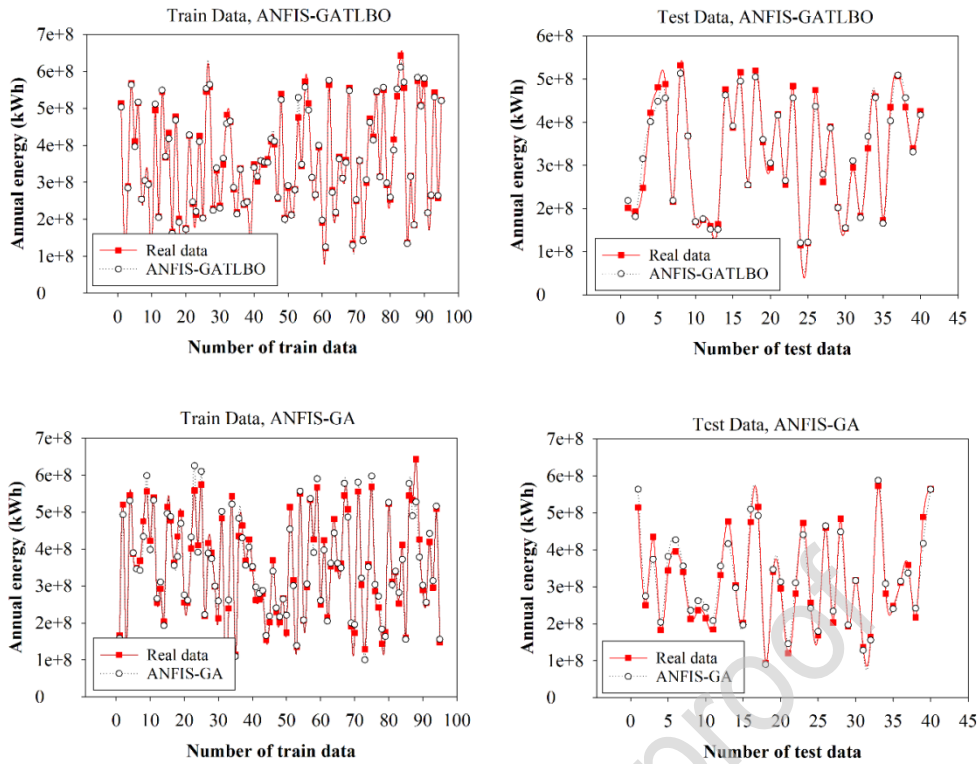 Train Data, ANFIS-GATLBO
7e+8
6e+8
5e+8
4e+8
3e+8
2e+8
1e+8
0
Annual energy (kWh)
Real data
ANFIS-GATLBO
0 10 20 30 40 50 60 70 80 90 100
Number of train data
Test Data, ANFIS-GATLBO
6e+8
5e+8
4e+8
3e+8
2e+8
1e+8
0
Annual energy (kWh)
Real data
ANFIS-GATLBO
0 5 10 15 20 25 30 35 40 45
Number of test data
Train Data, ANFIS-GA
7e+8
6e+8
5e+8
4e+8
3e+8
2e+8
1e+8
0
Annual energy (kWh)
Real data
ANFIS-GA
0 10 20 30 40 50 60 70 80 90 100
Number of train data
Test Data, ANFIS-GA
7e+8
6e+8
5e+8
4e+8
3e+8
2e+8
1e+8
0
Annual energy (kWh)
Real data
ANFIS-GA
0 5 10 15 20 25 30 35 40 45
Number of test data
proof